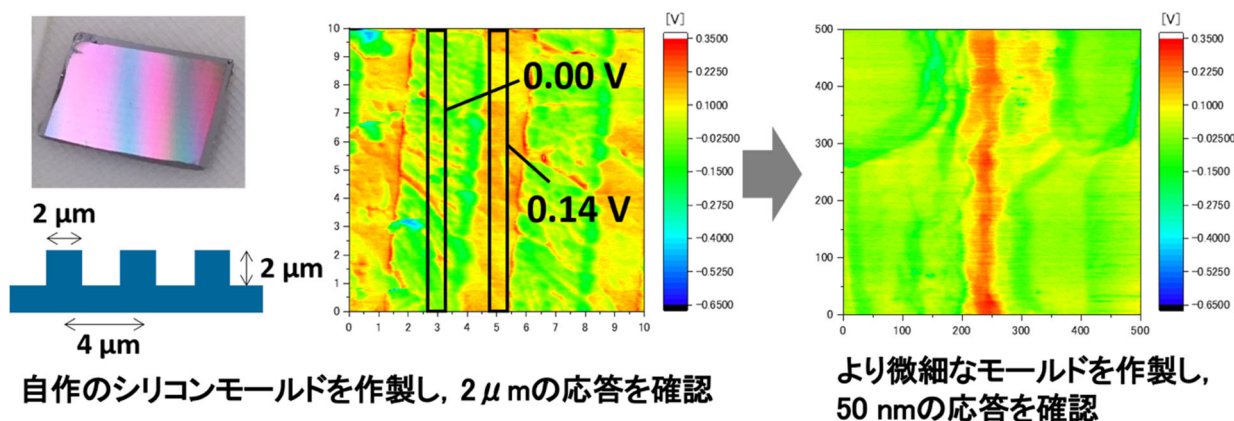 2 μm
2 μm
4 μm
0.00 V
0.14 V
10
9
8
7
6
5
4
3
2
1
0
0 1 2 3 4 5 6 7 8 9 10
[V]
0.3500
0.2250
0.1000
−0.02500
−0.1500
−0.2750
−0.4000
−0.5250
−0.6500
500
400
300
200
100
0
0 100 200 300 400 500
[V]
0.3500
0.2250
0.1000
−0.02500
−0.1500
−0.2750
−0.4000
−0.5250
−0.6500
自作のシリコンモールドを作製し, 2μmの応答を確認
より微細なモールドを作製し,
50 nmの応答を確認